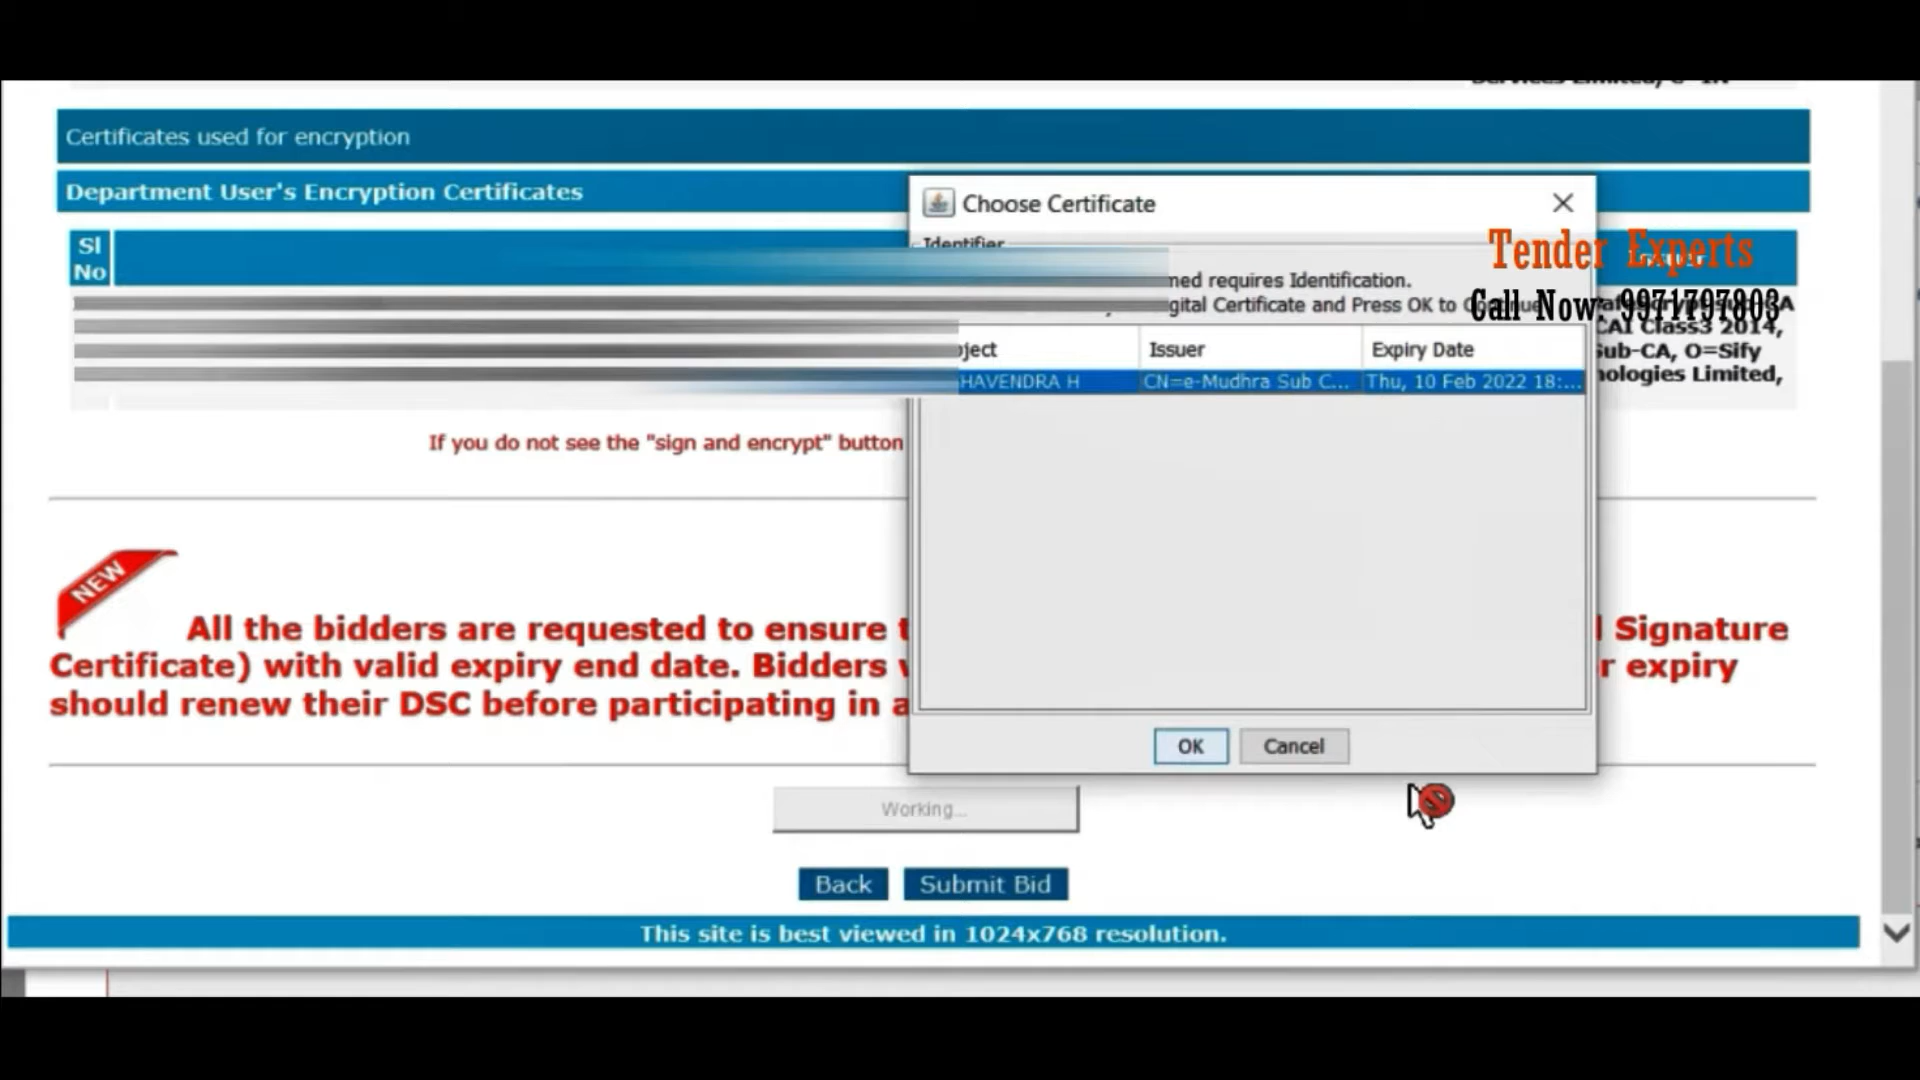 Certificates used for encryption
Department User's Encryption Certificates
Sl
No
Choose Certificate
Identifier
requires Identification.
Digital Certificate and Press OK to Continue
Issuer
Expiry Date
HAVENDRA H
CN=e-Mudhra Sub C...
Thu, 10 Feb 2022 18:...
Tender Experts
Call Now: 9971797803
CAI Class3 2014,
Sub-CA, O=Sify
Limited,
If you do not see the "sign and encrypt" button
NEW
All the bidders are requested to ensure
Signature
Certificate) with valid expiry end date. Bidders
expiry
should renew their DSC before participating in
OK
Cancel
Working...
Back
Submit Bid
This site is best viewed in 1024x768 resolution.